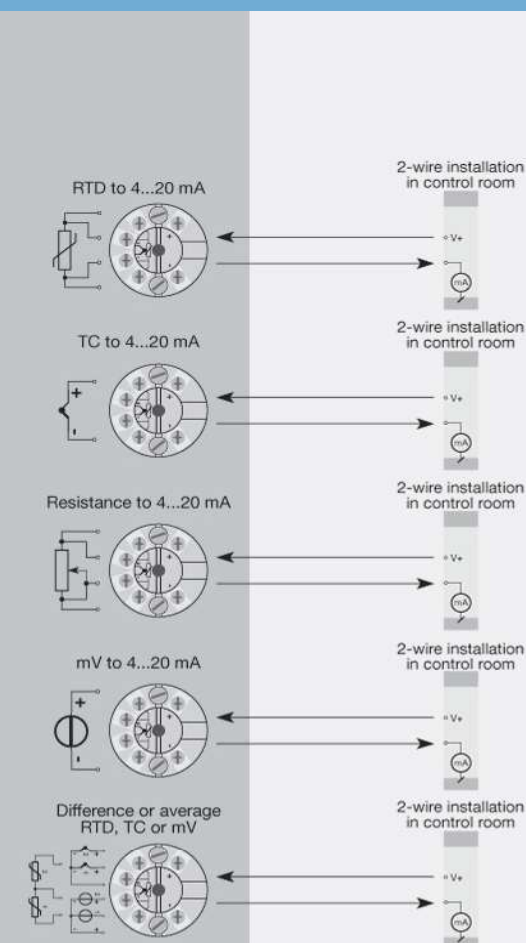 RTD to 4...20 mA
2-wire installation
in control room
V+
mA
TC to 4...20 mA
+
-
2-wire installation
in control room
V+
mA
Resistance to 4...20 mA
2-wire installation
in control room
V+
mA
mV to 4...20 mA
+
-
2-wire installation
in control room
V+
mA
Difference or average
RTD, TC or mV
2-wire installation
in control room
V+
mA